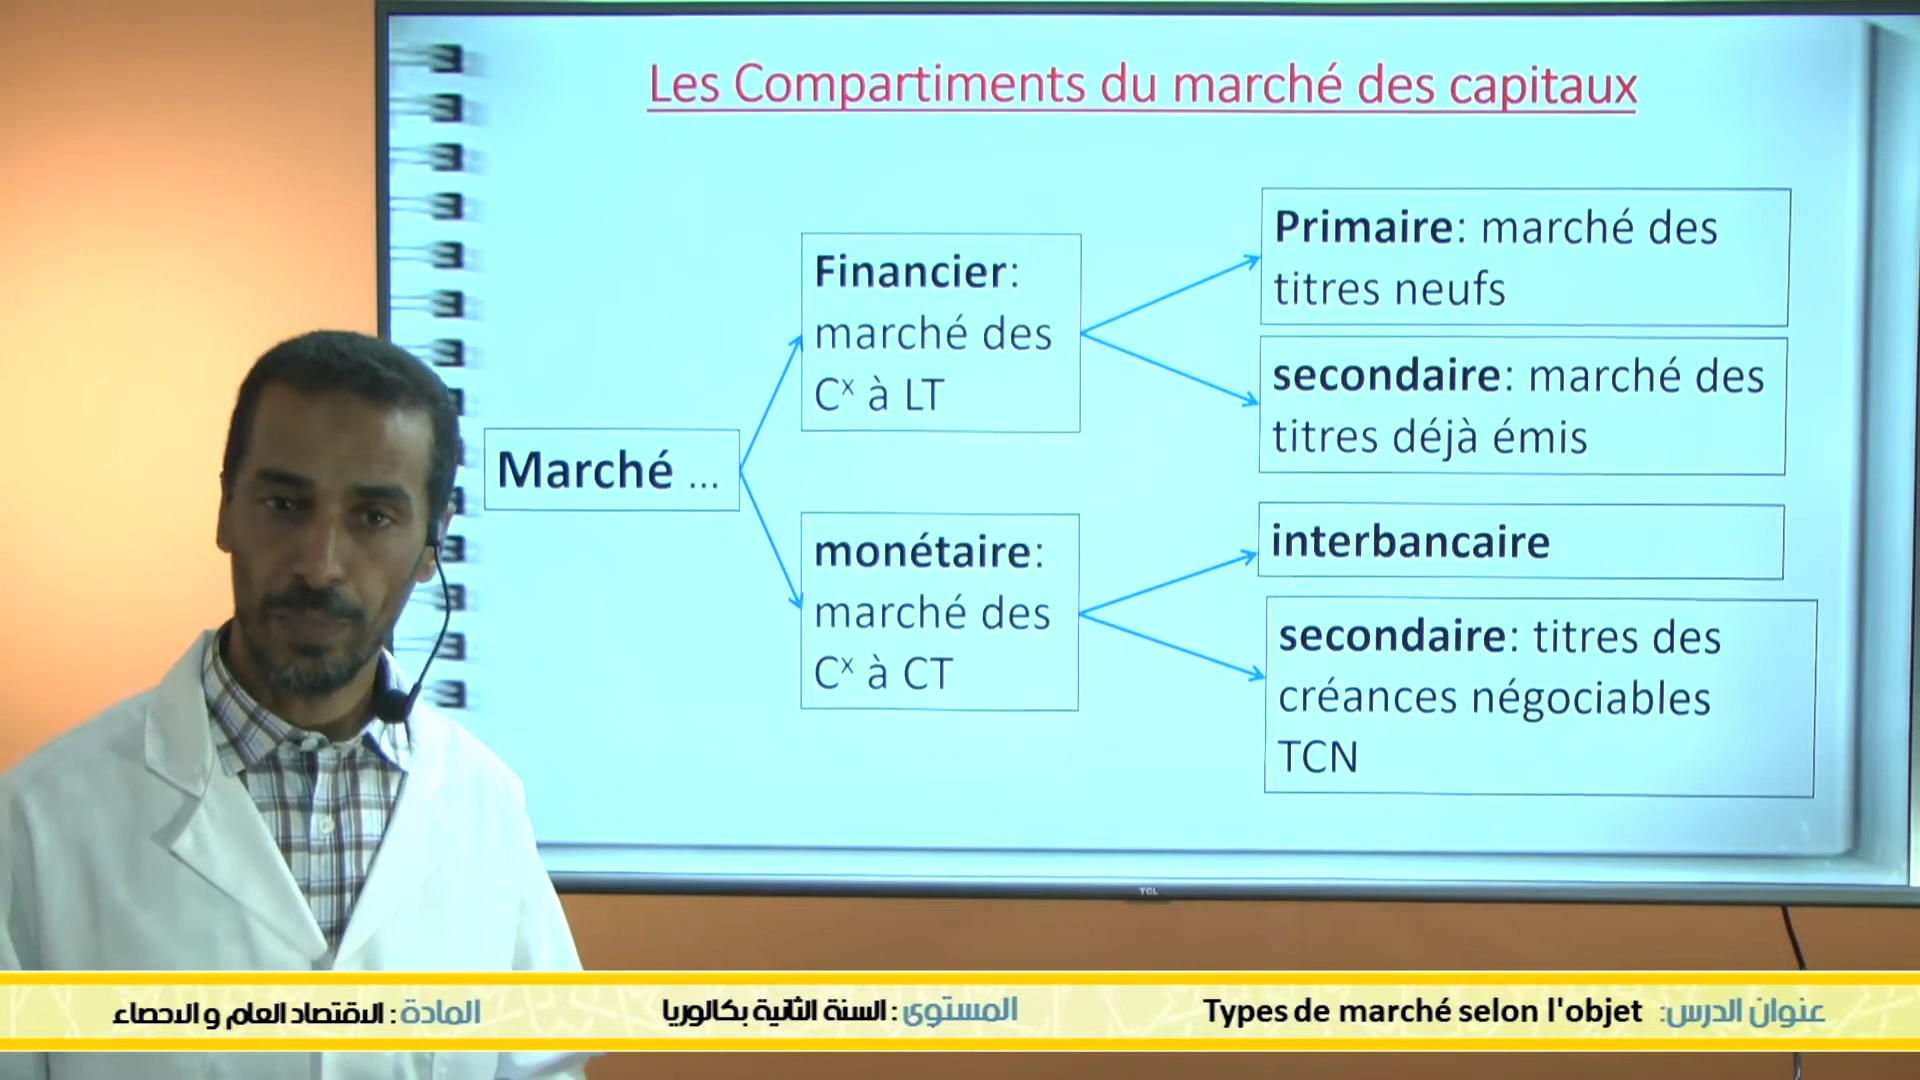 Les Compartiments du marché des capitaux
Marché ...
Financier:
marché des
Cˣ à LT
monétaire:
marché des
Cˣ à CT
Primaire: marché des
titres neufs
secondaire: marché des
titres déjà émis
interbancaire
secondaire: titres des
créances négociables
TCN
TCL
عنوان الدرس: Types de marché selon l'objet
المستوى : السنة الثانية بكالوريا
المادة : الاقتصاد العام و الاحصاء